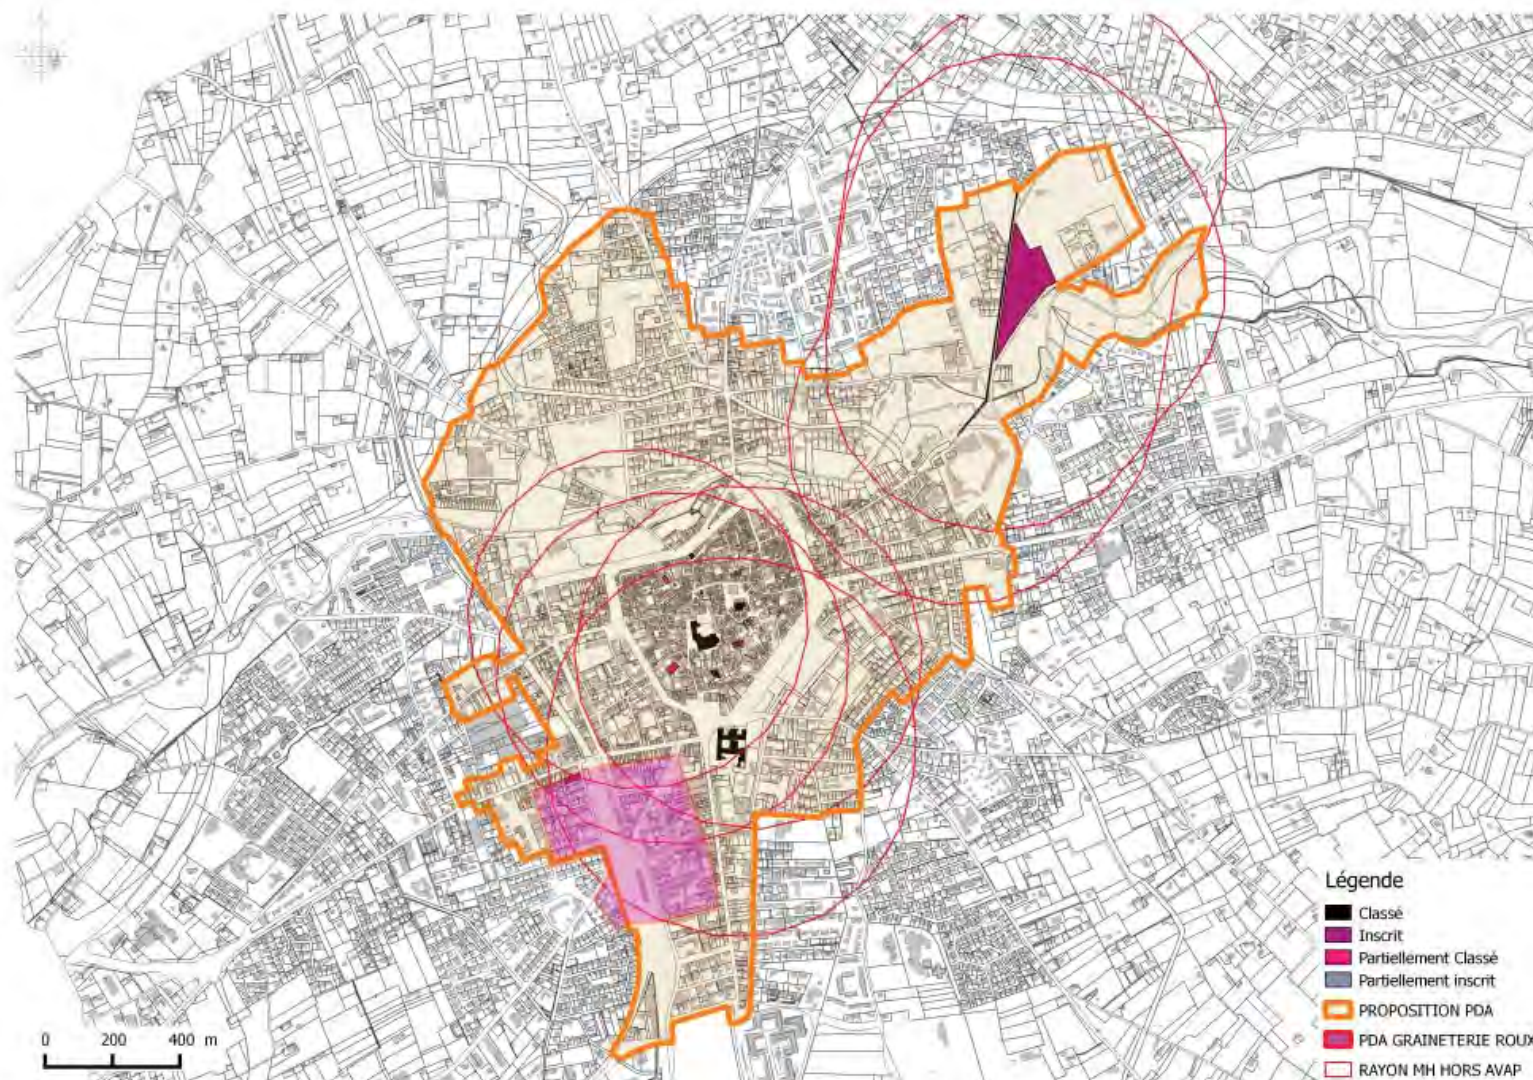 Légende
Classé
Inscrit
Partiellement Classé
Partiellement inscrit
PROPOSITION PDA
PDA GRAINETERIE ROUX
RAYON MH HORS AVAP
0 200 400 m